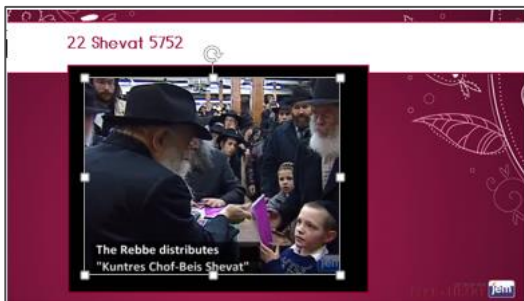 22 Shevat 5752
The Rebbe distributes
"Kuntres Chof-Beis Shevat"
jem